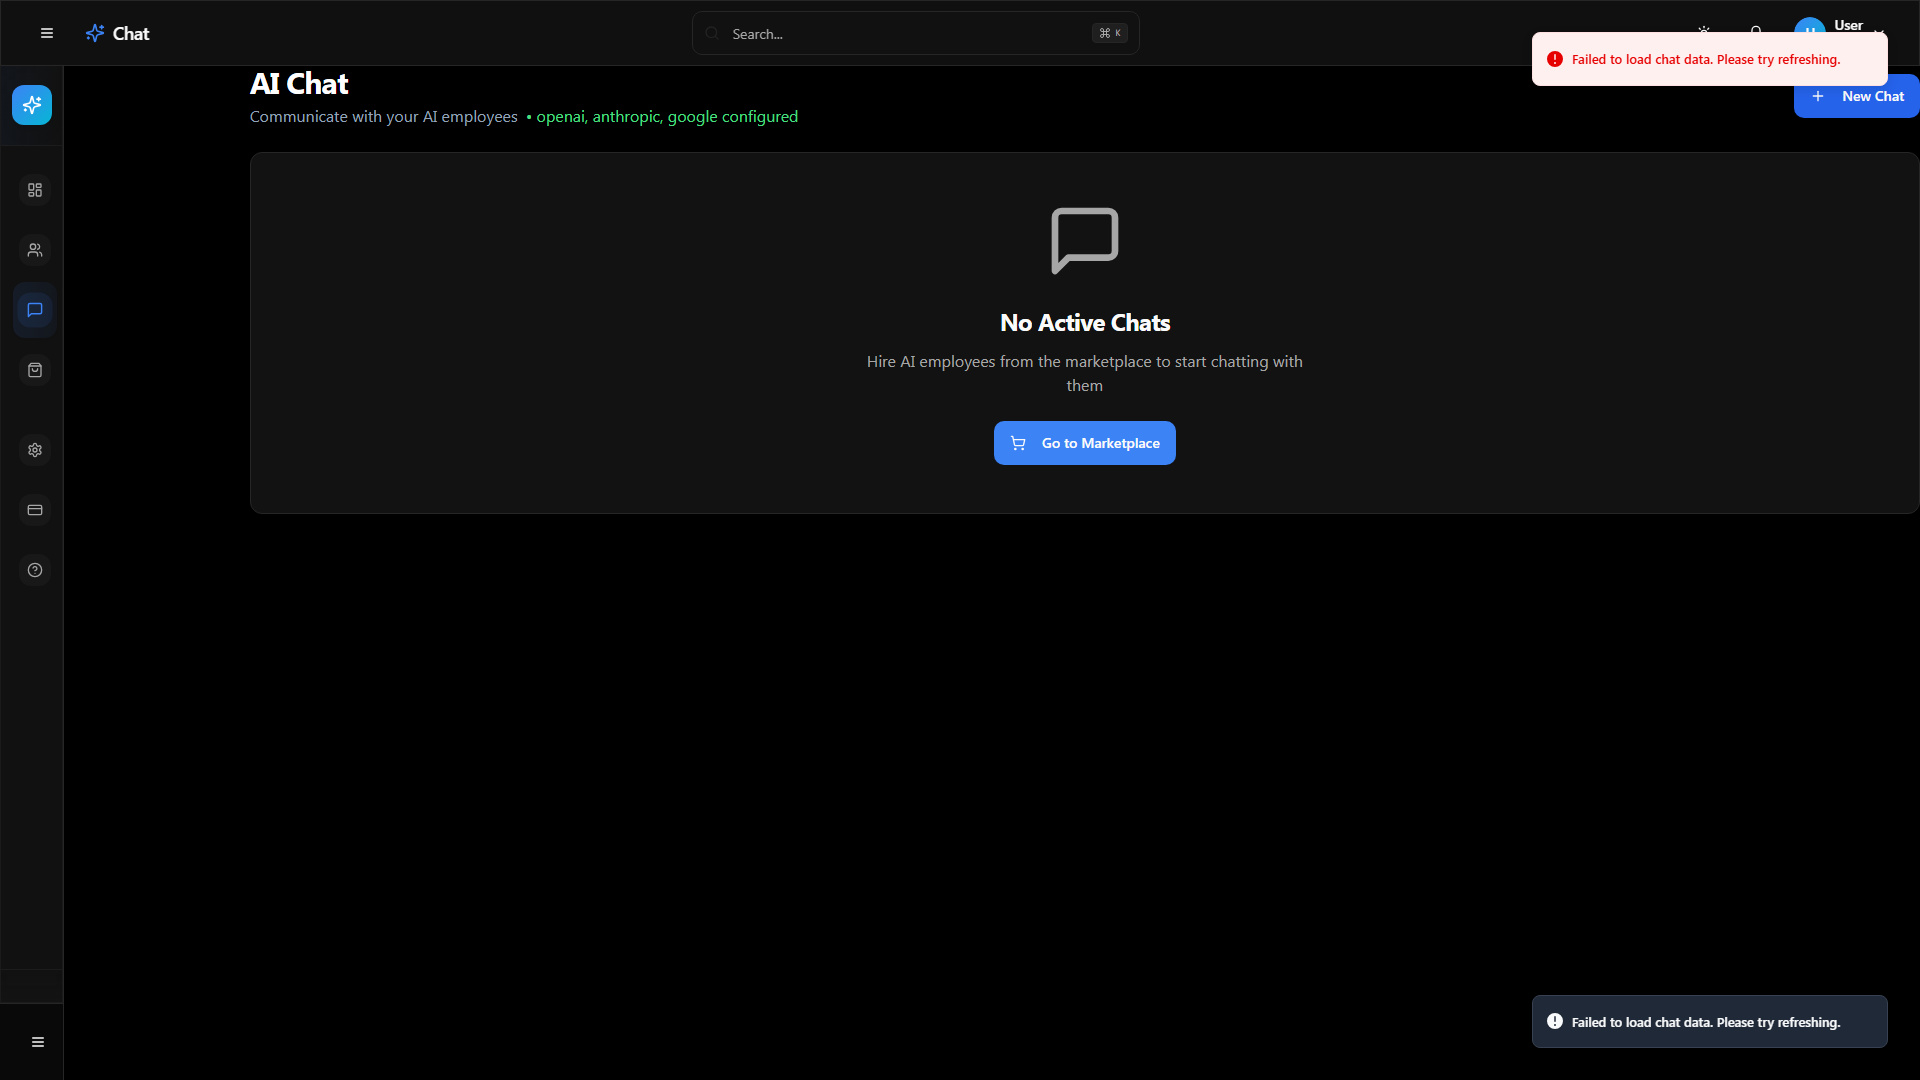 Chat
Search...
⌘ K
User
Failed to load chat data. Please try refreshing.
New Chat
AI Chat
Communicate with your AI employees • openai, anthropic, google configured
No Active Chats
Hire AI employees from the marketplace to start chatting with
them
Go to Marketplace
Failed to load chat data. Please try refreshing.